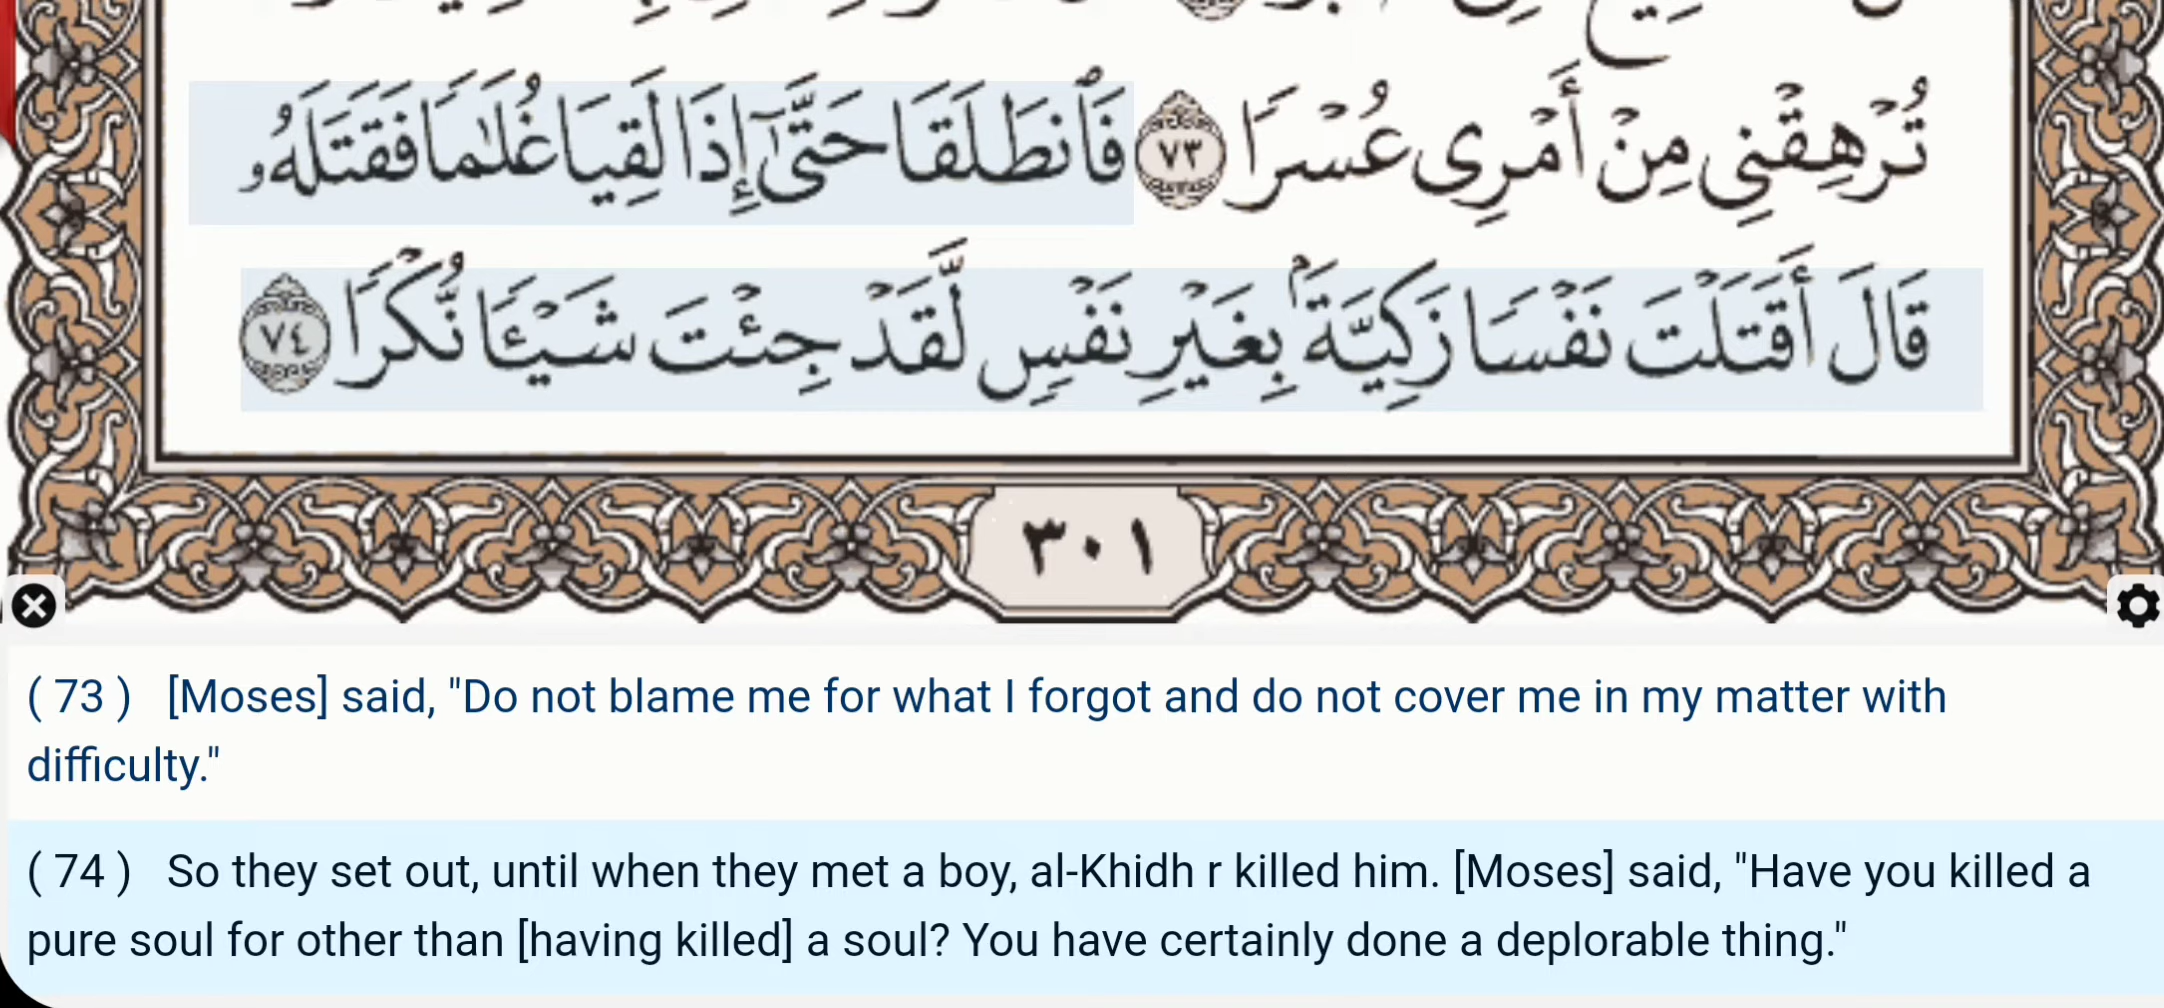 تُرْهِقْنِى مِنْ أَمْرِى عُسْرًا ٧٣ فَٱنطَلَقَا حَتَّىٰٓ إِذَا لَقِيَا غُلَـٰمًا فَقَتَلَهُۥ
قَالَ أَقَتَلْتَ نَفْسًا زَكِيَّةًۢ بِغَيْرِ نَفْسٍ لَّقَدْ جِئْتَ شَيْـًٔا نُّكْرًا ٧٤
٣٠١
( 73 ) [Moses] said, "Do not blame me for what I forgot and do not cover me in my matter with
difficulty."
( 74 ) So they set out, until when they met a boy, al-Khidh r killed him. [Moses] said, "Have you killed a
pure soul for other than [having killed] a soul? You have certainly done a deplorable thing."